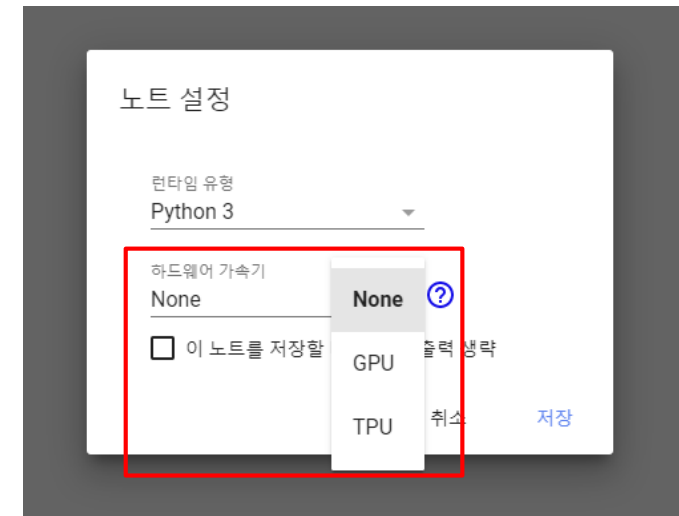 노트 설정
런타임 유형
Python 3
하드웨어 가속기
None
None
이 노트를 저장할 출력 생략
GPU
TPU
취소
저장